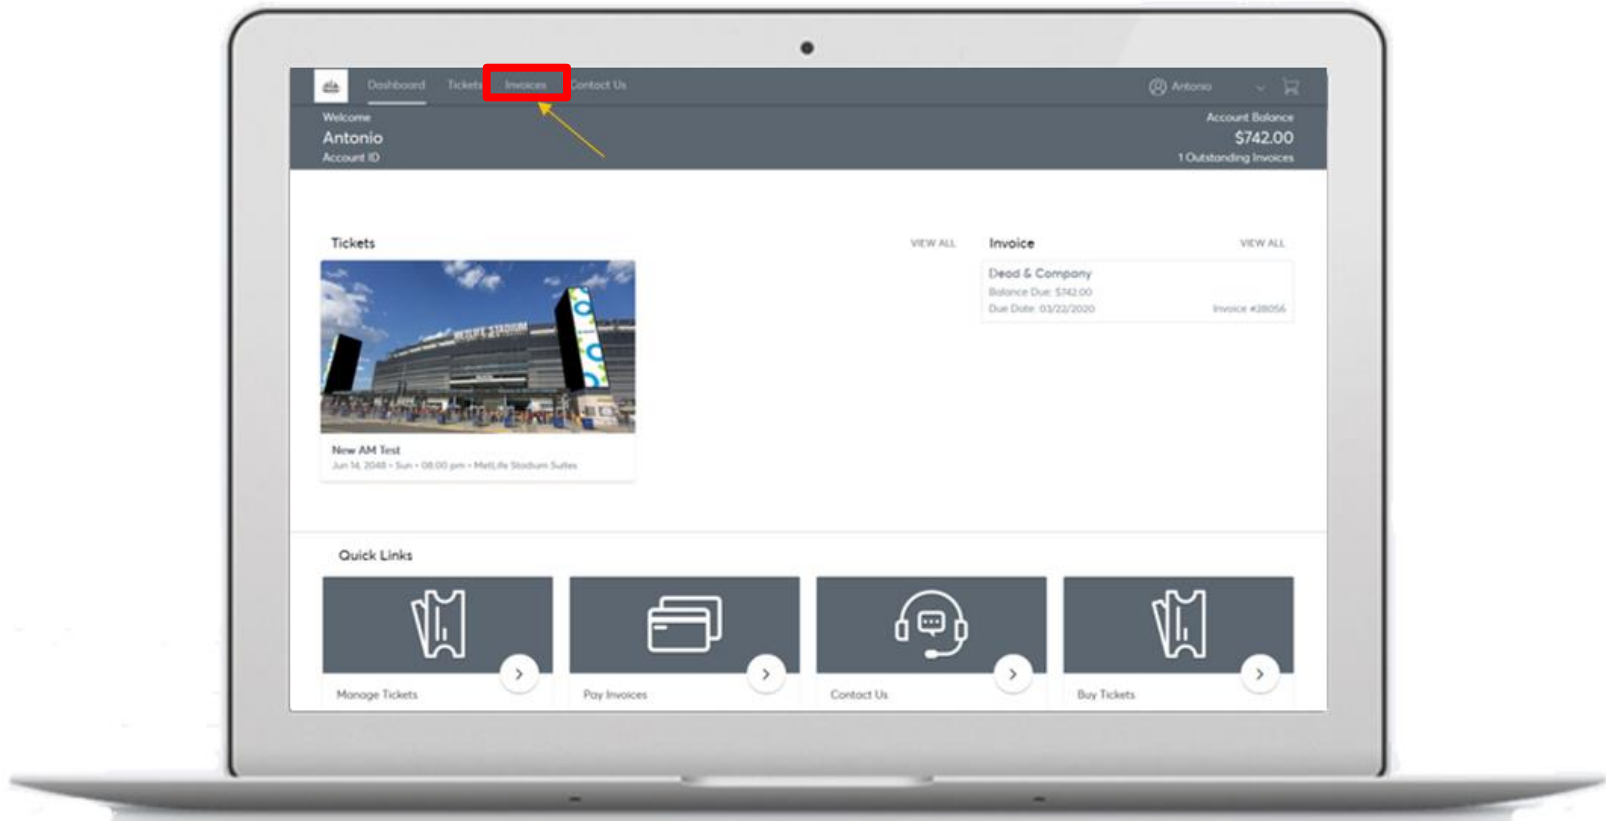 Dashboard Tickets Invoices Contact Us Antonio
Welcome
Antonio
Account ID
Account Balance
$742.00
1 Outstanding Invoices
Tickets VIEW ALL
METLIFE STADIUM
New AM Test
Jun 14, 2048 • Sun • 08:00 pm • MetLife Stadium Suites
Invoice VIEW ALL
Dead & Company
Balance Due: $742.00
Due Date: 03/22/2020 Invoice #28056
Quick Links
Manage Tickets
Pay Invoices
Contact Us
Buy Tickets